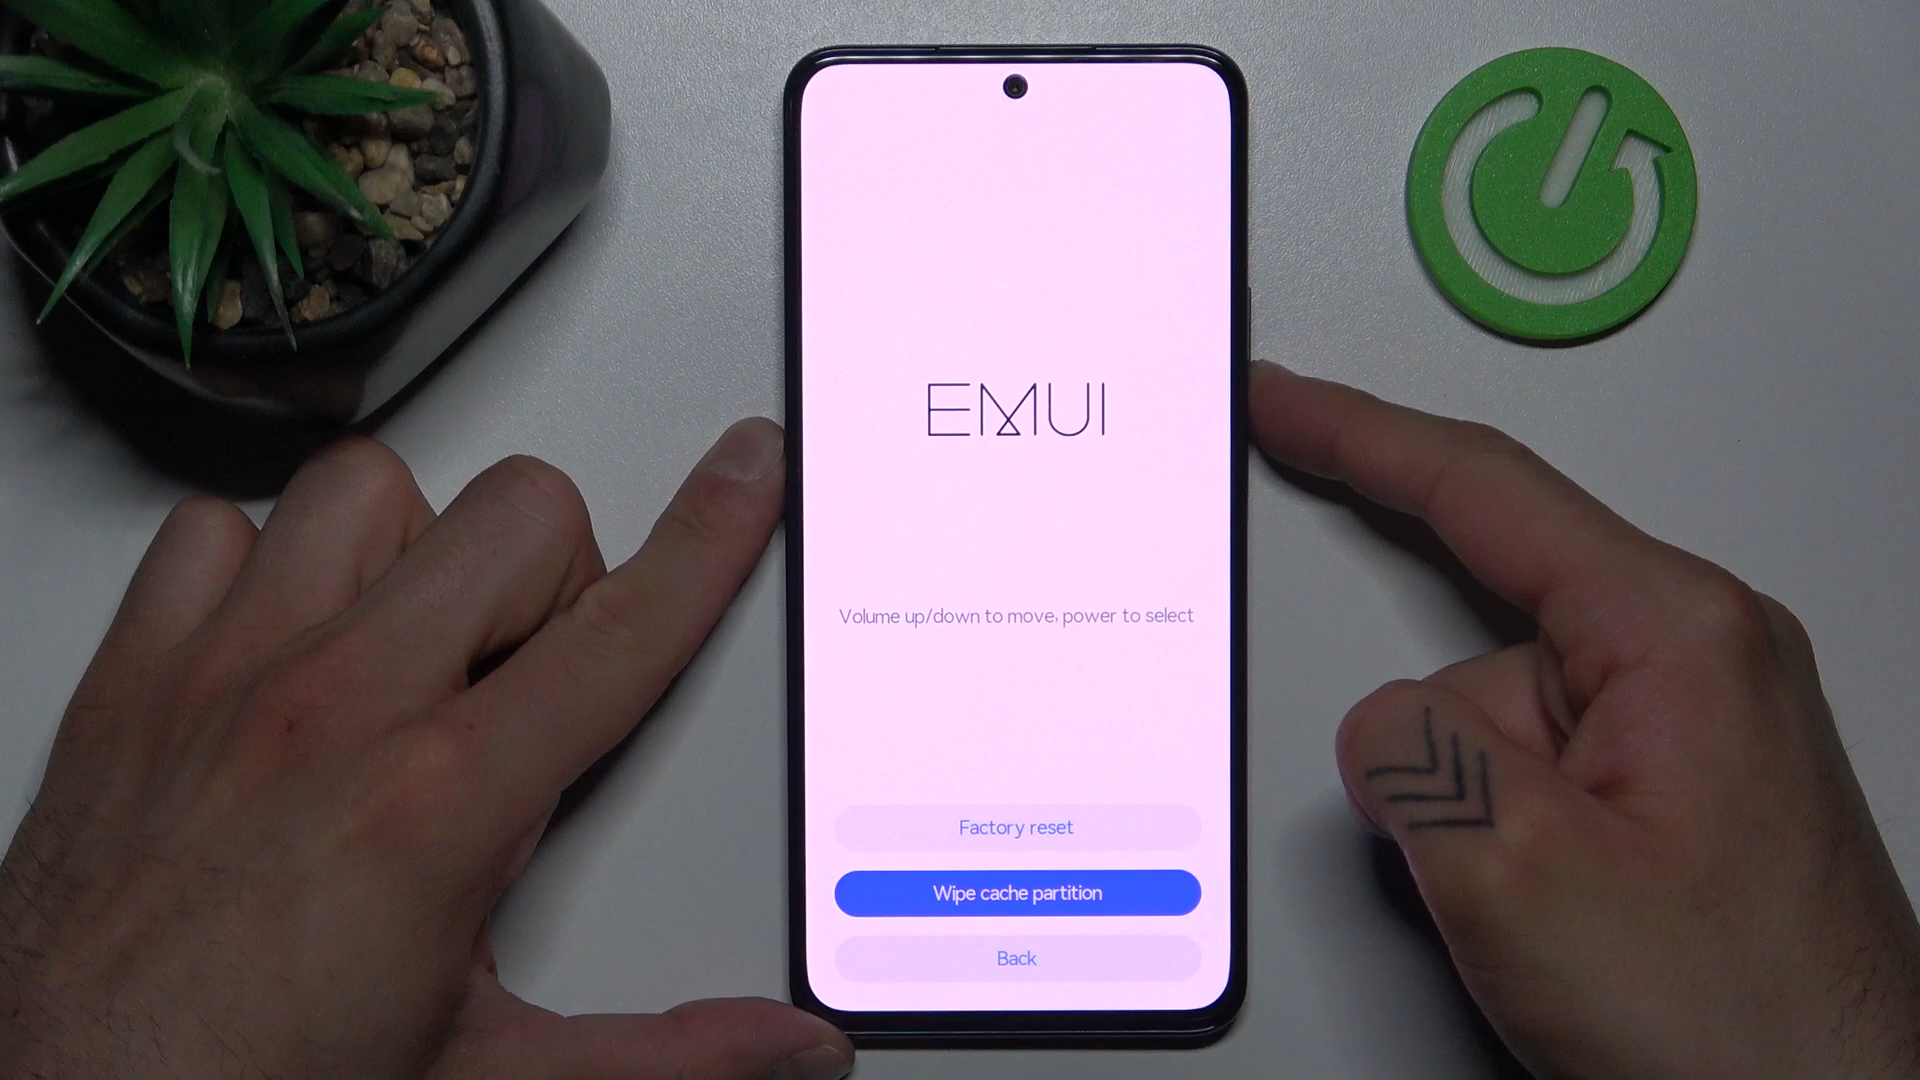 EMUI
Volume up/down to move, power to select
Factory reset
Wipe cache partition
Back